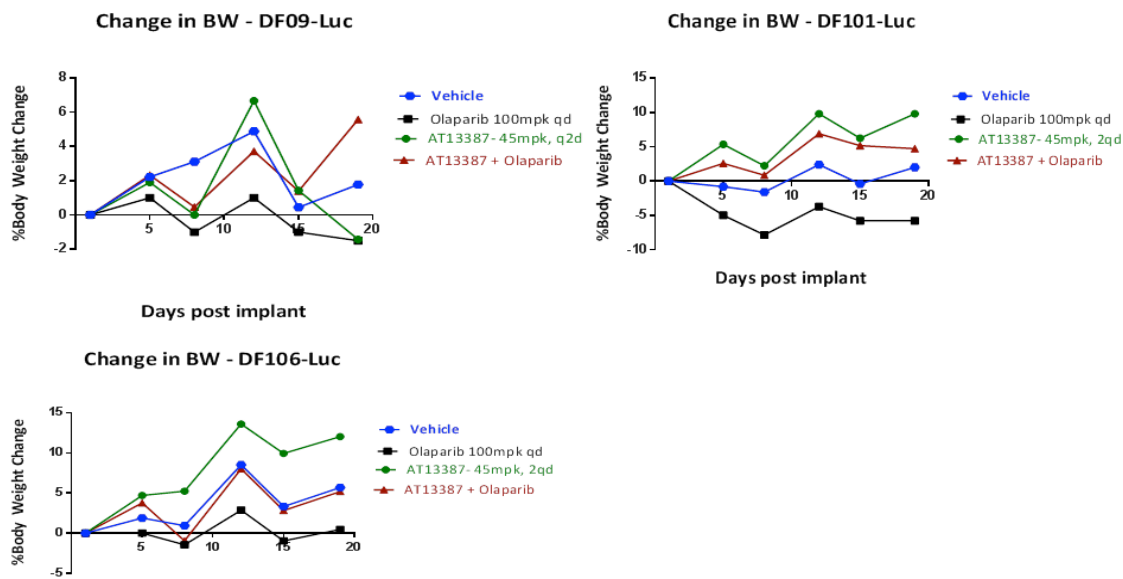 Change in BW - DF09-Luc
%Body Weight Change
8
6
4
2
0
-2
5
10
15
20
Vehicle
Olaparib 100mpk qd
AT13387- 45mpk, q2d
AT13387 + Olaparib
Days post implant
Change in BW - DF101-Luc
%Body Weight Change
15
10
5
0
-5
-10
5
10
15
20
Vehicle
Olaparib 100mpk qd
AT13387- 45mpk, 2qd
AT13387 + Olaparib
Days post implant
Change in BW - DF106-Luc
%Body Weight Change
15
10
5
0
-5
5
10
15
20
Vehicle
Olaparib 100mpk qd
AT13387- 45mpk, 2qd
AT13387 + Olaparib